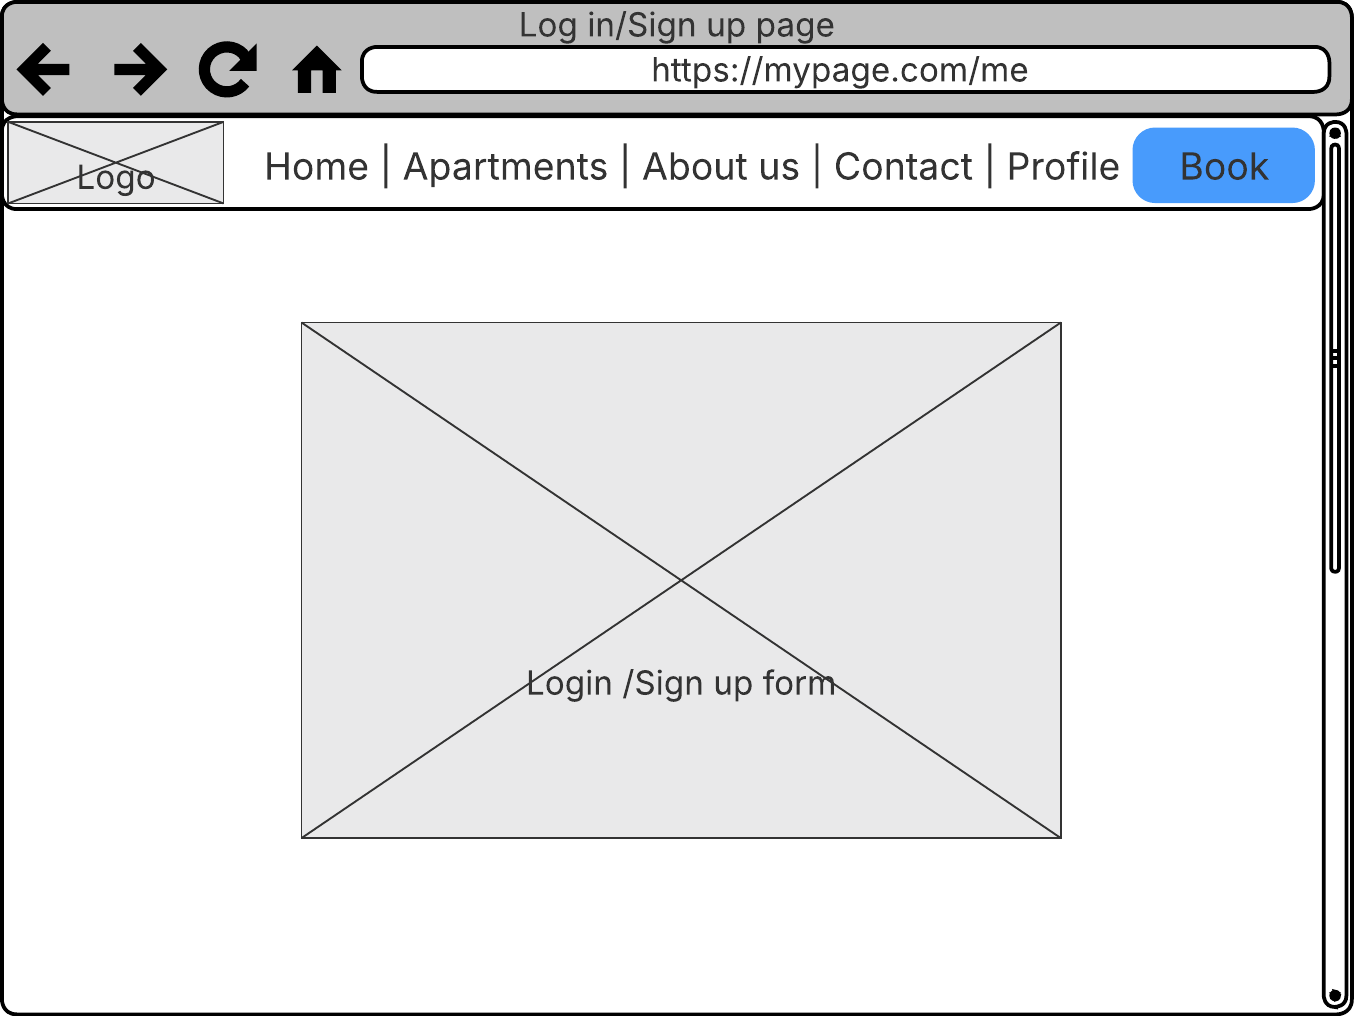 Log in/Sign up page
https://mypage.com/me
Logo
Home | Apartments | About us | Contact | Profile
Book
Login /Sign up form